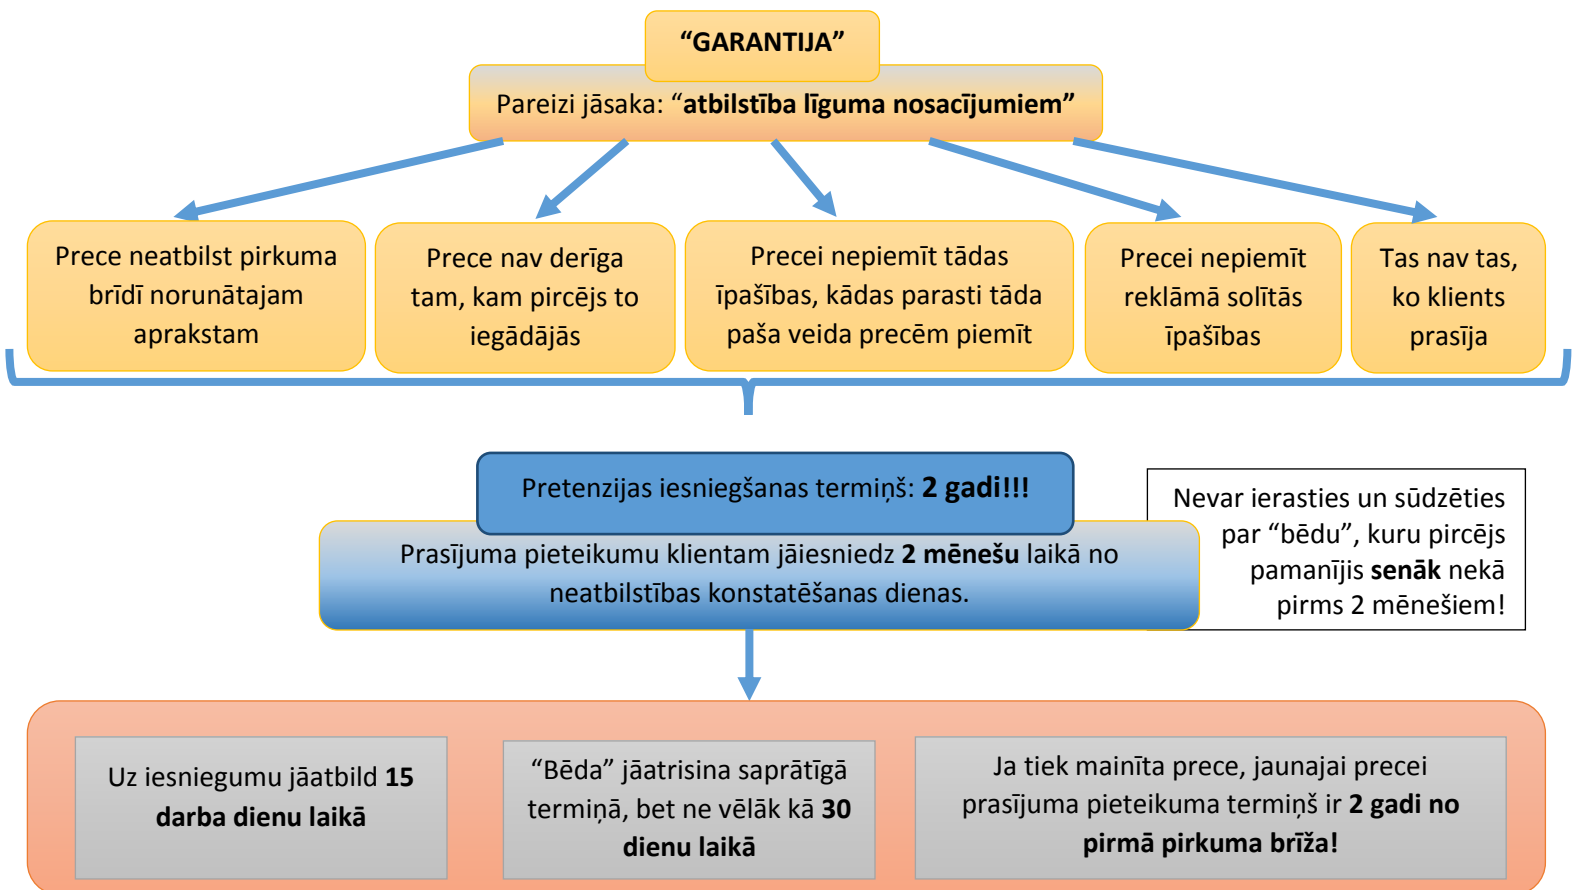 “GARANTIJA”
Pareizi jāsaka: “atbilstība līguma nosacījumiem”
Prece neatbilst pirkuma
brīdī norunātajam
aprakstam
Prece nav derīga
tam, kam pircējs to
iegādājās
Precei nepiemīt tādas
īpašības, kādas parasti tāda
paša veida precēm piemīt
Precei nepiemīt
reklāmā solītās
īpašības
Tas nav tas,
ko klients
prasīja
Pretenzijas iesniegšanas termiņš: 2 gadi!!!
Prasījuma pieteikumu klientam jāiesniedz 2 mēnešu laikā no
neatbilstības konstatēšanas dienas.
Nevar ierasties un sūdzēties
par “bēdu”, kuru pircējs
pamanījis senāk nekā
pirms 2 mēnešiem!
Uz iesniegumu jāatbild 15
darba dienu laikā
“Bēda” jāatrisina saprātīgā
termiņā, bet ne vēlāk kā 30
dienu laikā
Ja tiek mainīta prece, jaunajai precei
prasījuma pieteikuma termiņš ir 2 gadi no
pirmā pirkuma brīža!